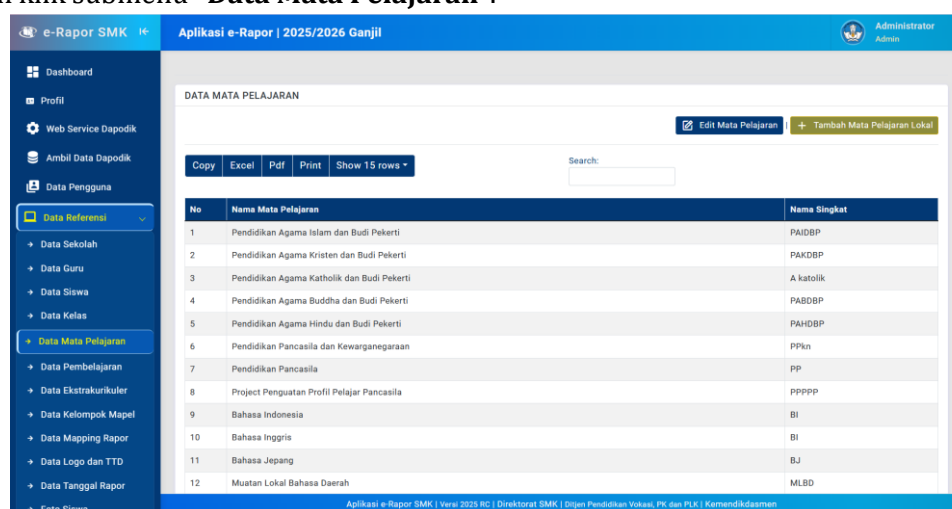 klik submenu "Data Mata Pelajaran".
e-Rapor SMK
Aplikasi e-Rapor | 2025/2026 Ganjil
Administrator
Admin
Dashboard
Profil
Web Service Dapodik
Ambil Data Dapodik
Data Pengguna
Data Referensi
Data Sekolah
Data Guru
Data Siswa
Data Kelas
Data Mata Pelajaran
Data Pembelajaran
Data Ekstrakurikuler
Data Kelompok Mapel
Data Mapping Rapor
Data Logo dan TTD
Data Tanggal Rapor
DATA MATA PELAJARAN
Edit Mata Pelajaran | + Tambah Mata Pelajaran Lokal
Copy Excel Pdf Print Show 15 rows
Search:
No Nama Mata Pelajaran Nama Singkat
1 Pendidikan Agama Islam dan Budi Pekerti PAIDBP
2 Pendidikan Agama Kristen dan Budi Pekerti PAKDBP
3 Pendidikan Agama Katholik dan Budi Pekerti A katolik
4 Pendidikan Agama Buddha dan Budi Pekerti PABDBP
5 Pendidikan Agama Hindu dan Budi Pekerti PAHDBP
6 Pendidikan Pancasila dan Kewarganegaraan PPkn
7 Pendidikan Pancasila PP
8 Project Penguatan Profil Pelajar Pancasila PPPPP
9 Bahasa Indonesia BI
10 Bahasa Inggris BI
11 Bahasa Jepang BJ
12 Muatan Lokal Bahasa Daerah MLBD
Aplikasi e-Rapor SMK | Versi 2025 RC | Direktorat SMK | Ditjen Pendidikan Vokasi, PK dan PLK | Kemendikdasmen